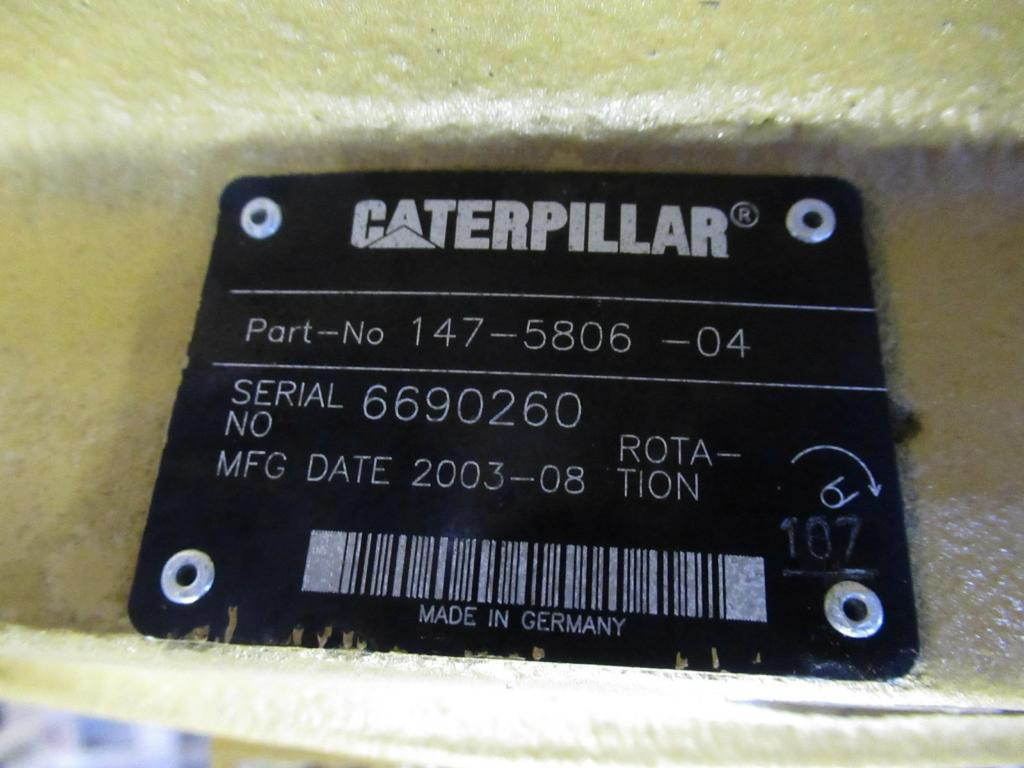 CATERPILLAR®
Part-No 147-5806 -04
SERIAL NO 6690260
MFG DATE 2003-08
ROTA-
TION
107
MADE IN GERMANY